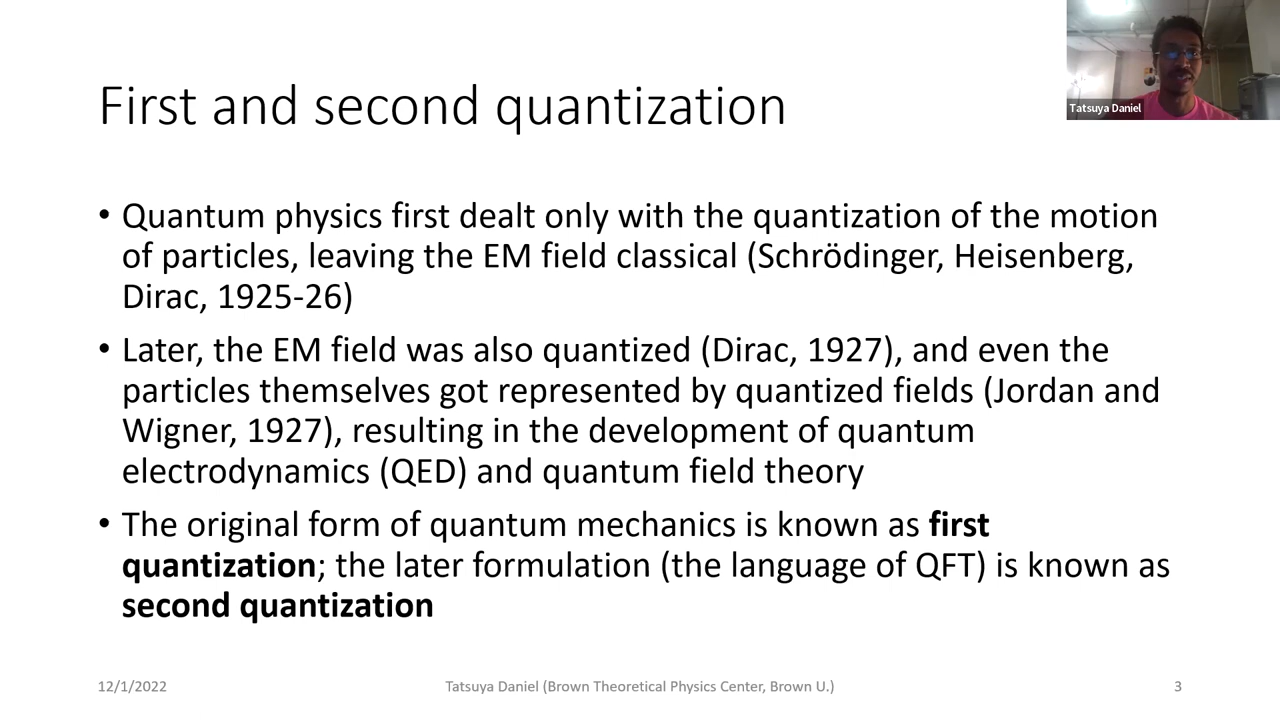 Tatsuya Daniel
First and second quantization
• Quantum physics first dealt only with the quantization of the motion
of particles, leaving the EM field classical (Schrödinger, Heisenberg,
Dirac, 1925-26)
• Later, the EM field was also quantized (Dirac, 1927), and even the
particles themselves got represented by quantized fields (Jordan and
Wigner, 1927), resulting in the development of quantum
electrodynamics (QED) and quantum field theory
• The original form of quantum mechanics is known as first
quantization; the later formulation (the language of QFT) is known as
second quantization
12/1/2022 Tatsuya Daniel (Brown Theoretical Physics Center, Brown U.) 3